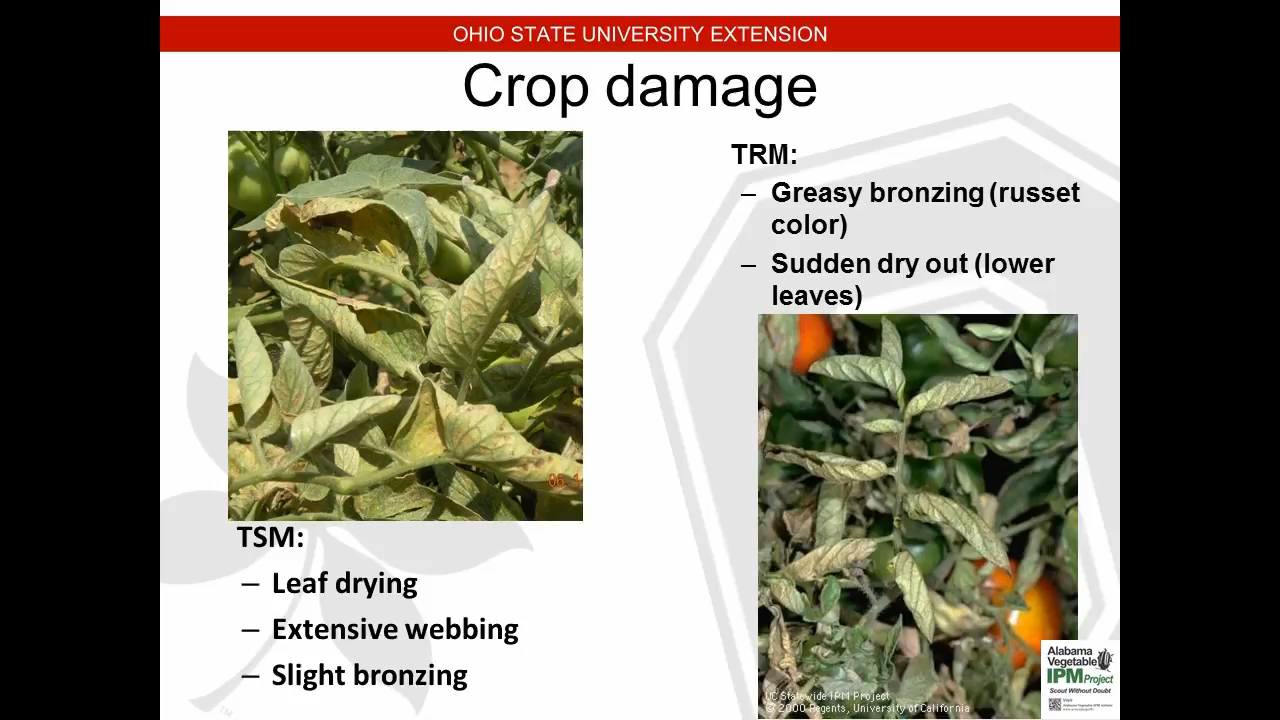 OHIO STATE UNIVERSITY EXTENSION
Crop damage
TRM:
– Greasy bronzing (russet
color)
– Sudden dry out (lower
leaves)
TSM:
– Leaf drying
– Extensive webbing
– Slight bronzing
UC Statewide IPM Project
© 2000 Regents, University of California
Alabama
Vegetable
IPM Project
Scout Without Doubt
Visit
TM